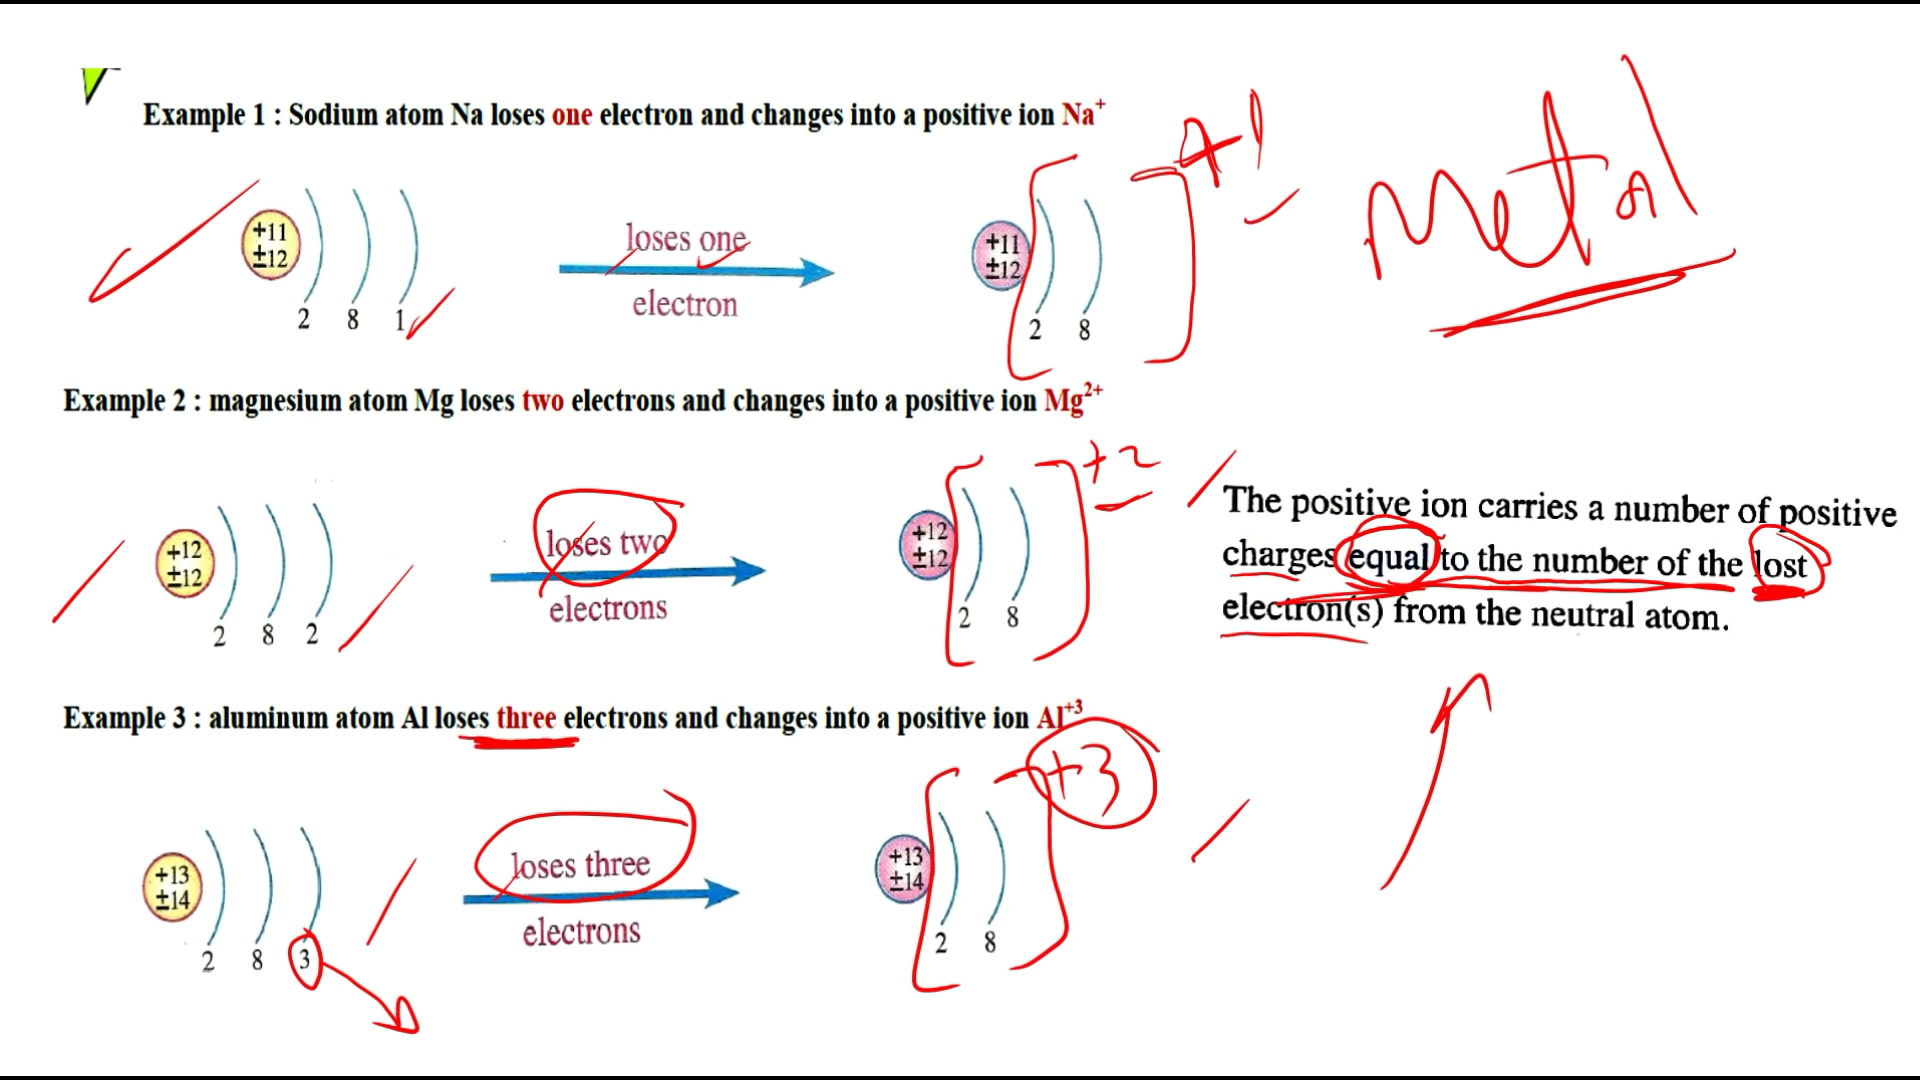 Example 1 : Sodium atom Na loses one electron and changes into a positive ion Na⁺
+1
Metal
+11
±12
2 8 1
loses one
electron
+11
±12
2 8
Example 2 : magnesium atom Mg loses two electrons and changes into a positive ion Mg²⁺
+2
+12
±12
2 8 2
loses two
electrons
+12
±12
2 8
The positive ion carries a number of positive
charges equal to the number of the lost
electron(s) from the neutral atom.
Example 3 : aluminum atom Al loses three electrons and changes into a positive ion Al⁺³
+3
+13
±14
2 8 3
loses three
electrons
+13
±14
2 8